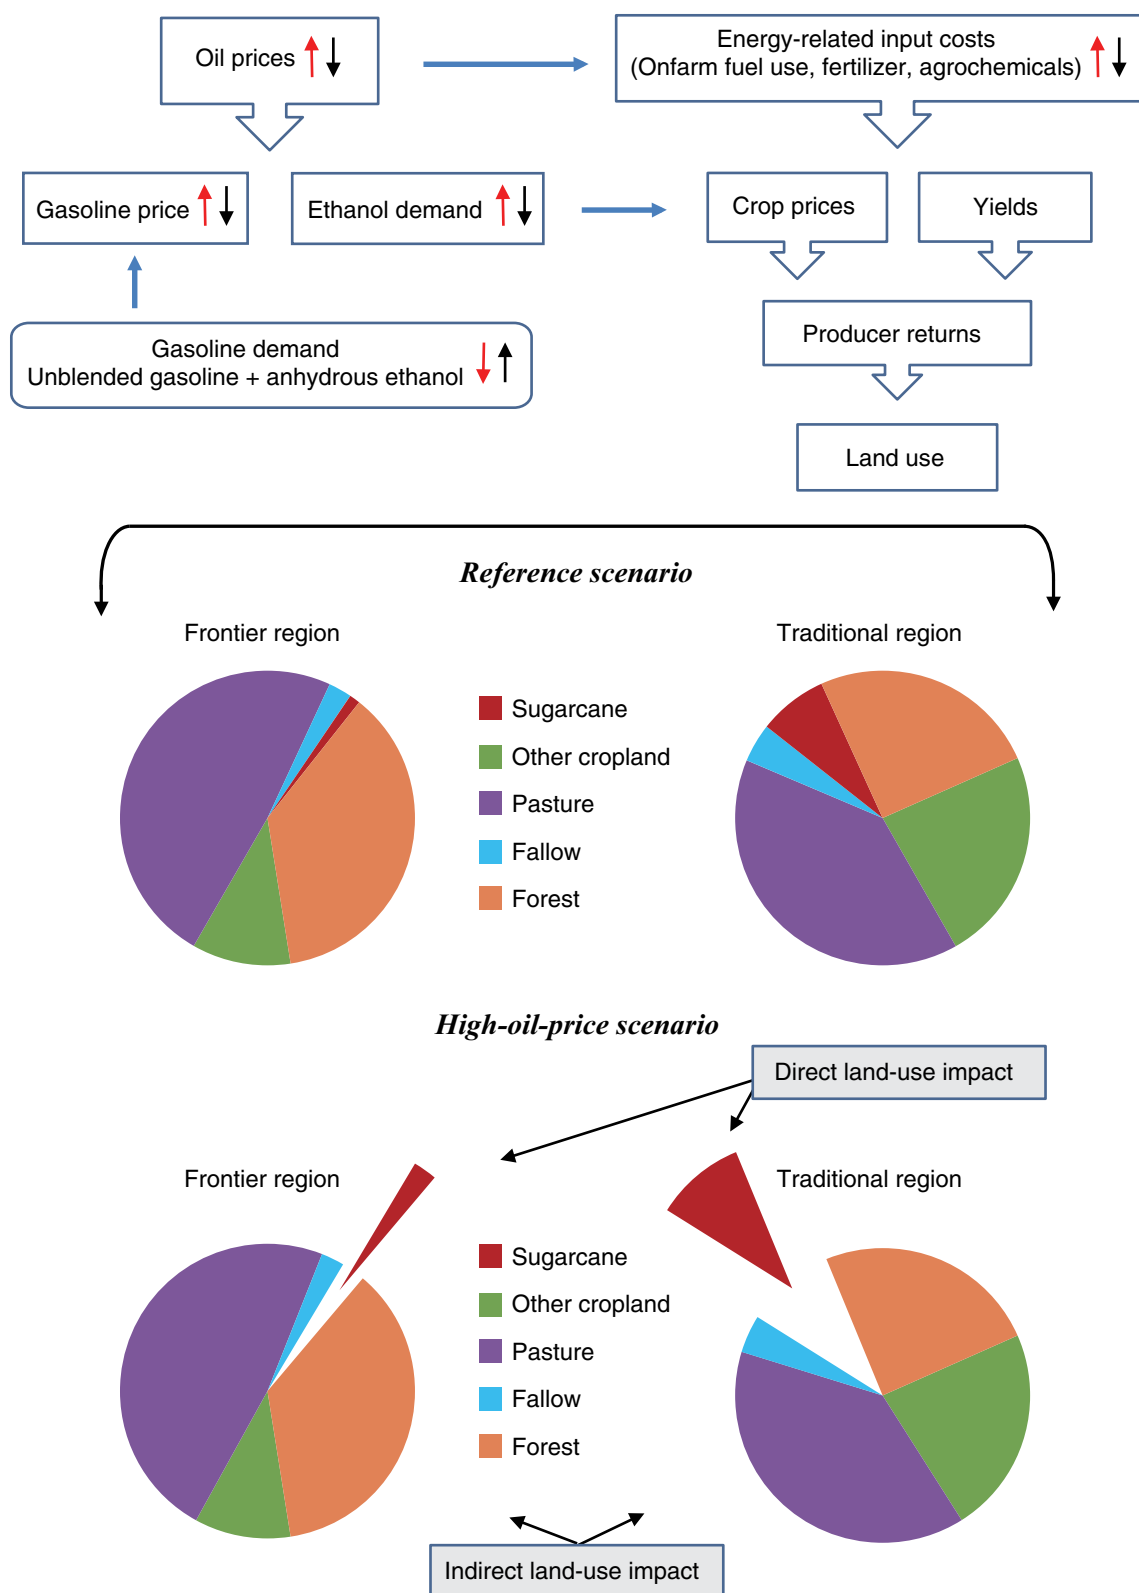 Oil prices
Energy-related input costs
(Onfarm fuel use, fertilizer, agrochemicals)
Gasoline price
Ethanol demand
Crop prices
Yields
Gasoline demand
Unblended gasoline + anhydrous ethanol
Producer returns
Land use
Reference scenario
Frontier region
Traditional region
Sugarcane
Other cropland
Pasture
Fallow
Forest
High-oil-price scenario
Direct land-use impact
Frontier region
Traditional region
Sugarcane
Other cropland
Pasture
Fallow
Forest
Indirect land-use impact